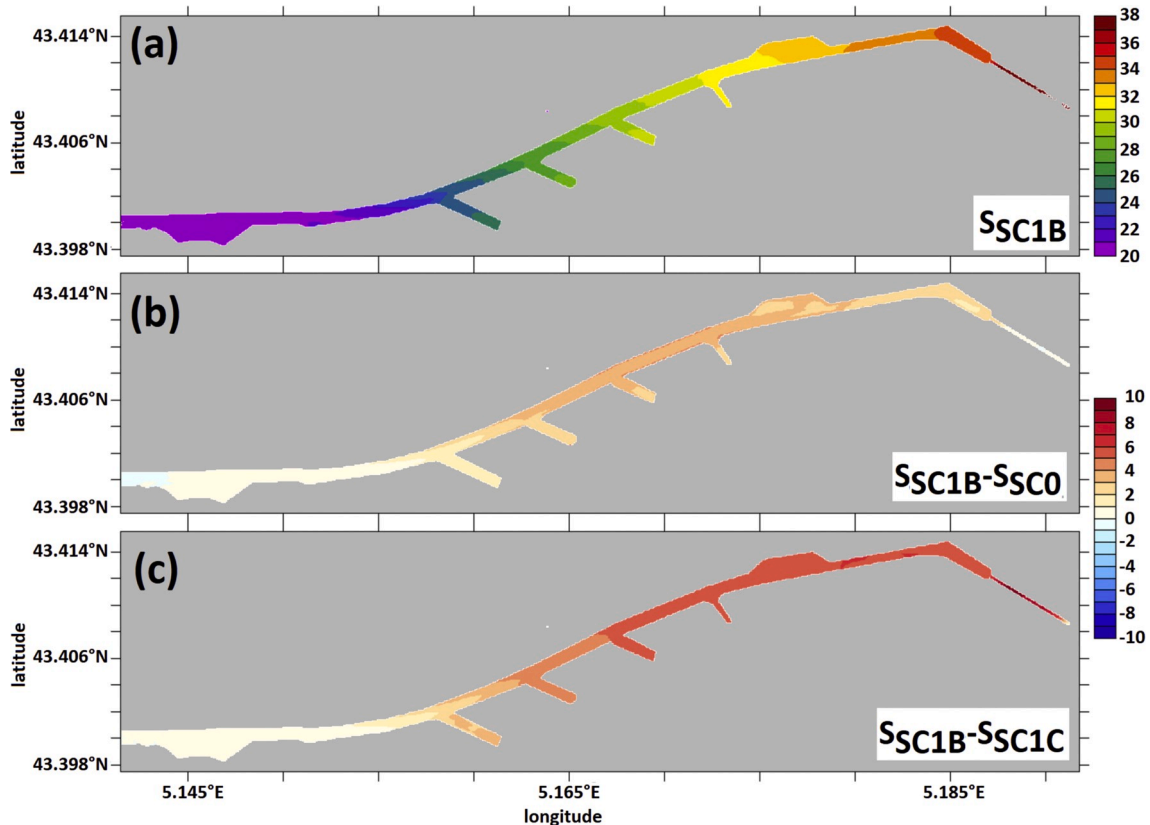 (a)
43.414°N
43.406°N
43.398°N
latitude
SSC1B
38
36
34
32
30
28
26
24
22
20
(b)
43.414°N
43.406°N
43.398°N
SSC1B-SSC0
10
8
6
4
2
0
-2
-4
-6
-8
-10
(c)
43.414°N
43.406°N
43.398°N
latitude
SSC1B-SSC1C
5.145°E 5.165°E 5.185°E
longitude